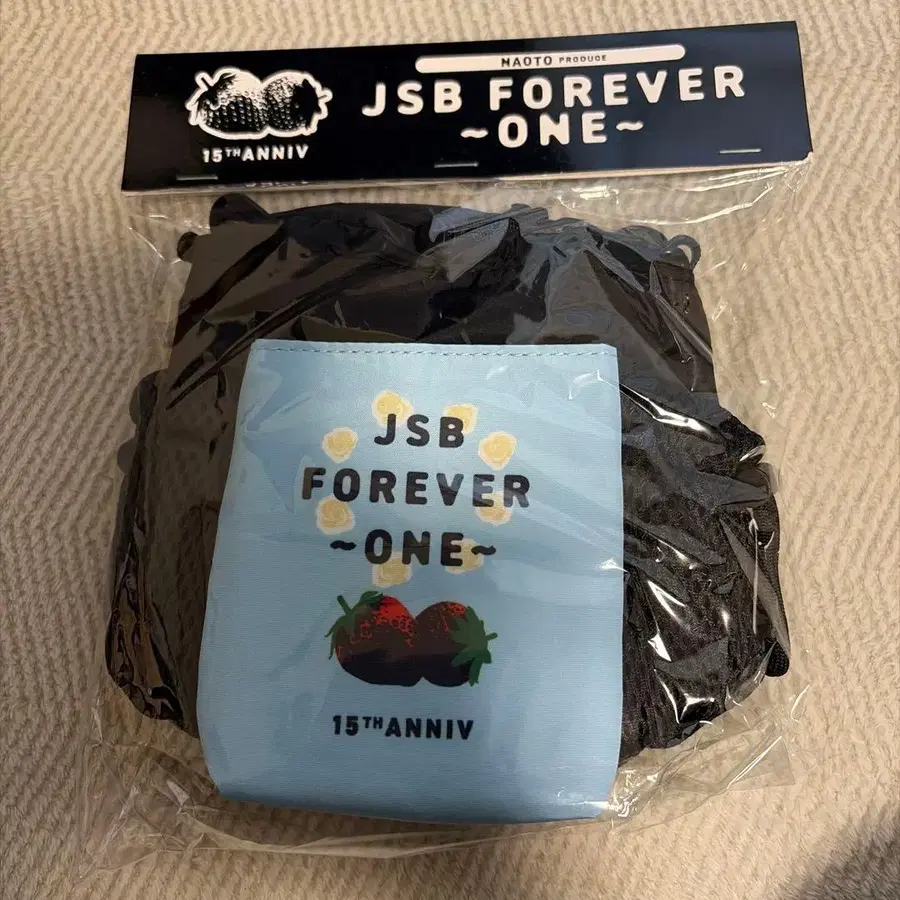 NAOTO PRODUCE
JSB FOREVER
~ONE~
15TH ANNIV
JSB
FOREVER
~ONE~
15TH ANNIV